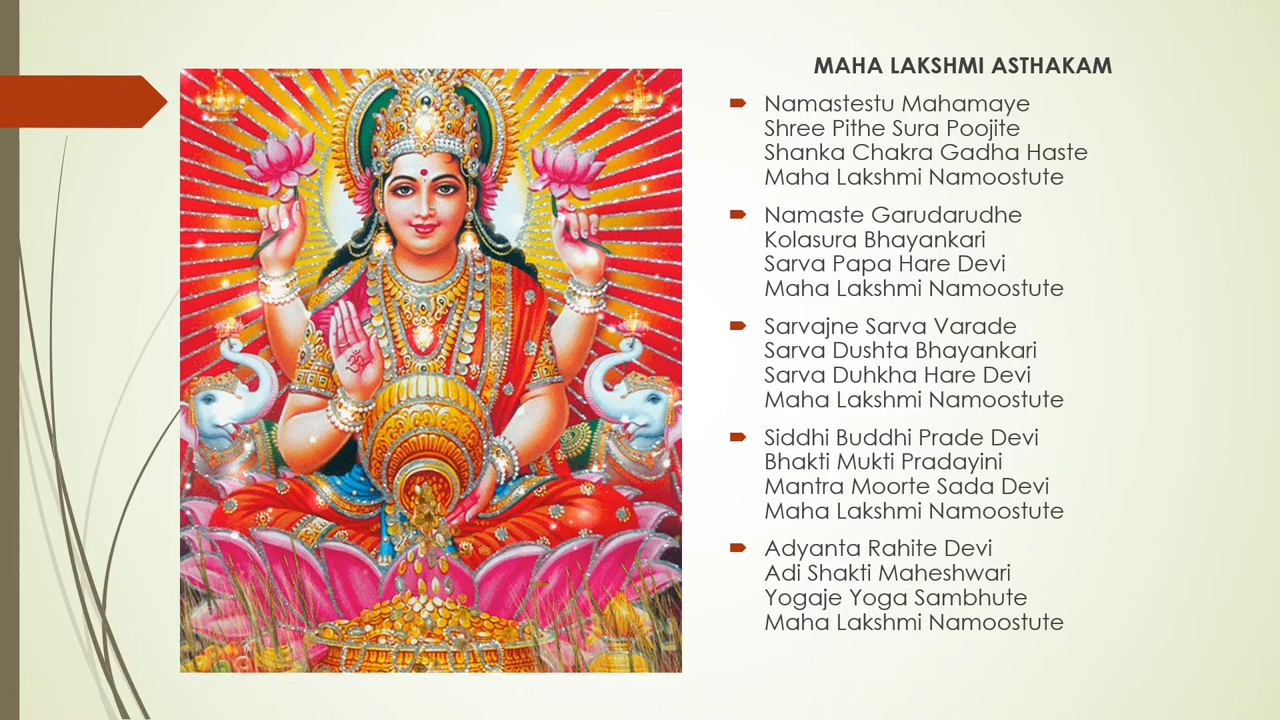 MAHA LAKSHMI ASTHAKAM
Namastestu Mahamaye
Shree Pithe Sura Poojite
Shanka Chakra Gadha Haste
Maha Lakshmi Namoostute
Namaste Garudarudhe
Kolasura Bhayankari
Sarva Papa Hare Devi
Maha Lakshmi Namoostute
Sarvajne Sarva Varade
Sarva Dushta Bhayankari
Sarva Duhkha Hare Devi
Maha Lakshmi Namoostute
Siddhi Buddhi Prade Devi
Bhakti Mukti Pradayini
Mantra Moorte Sada Devi
Maha Lakshmi Namoostute
Adyanta Rahite Devi
Adi Shakti Maheshwari
Yogaje Yoga Sambhute
Maha Lakshmi Namoostute
ॐ